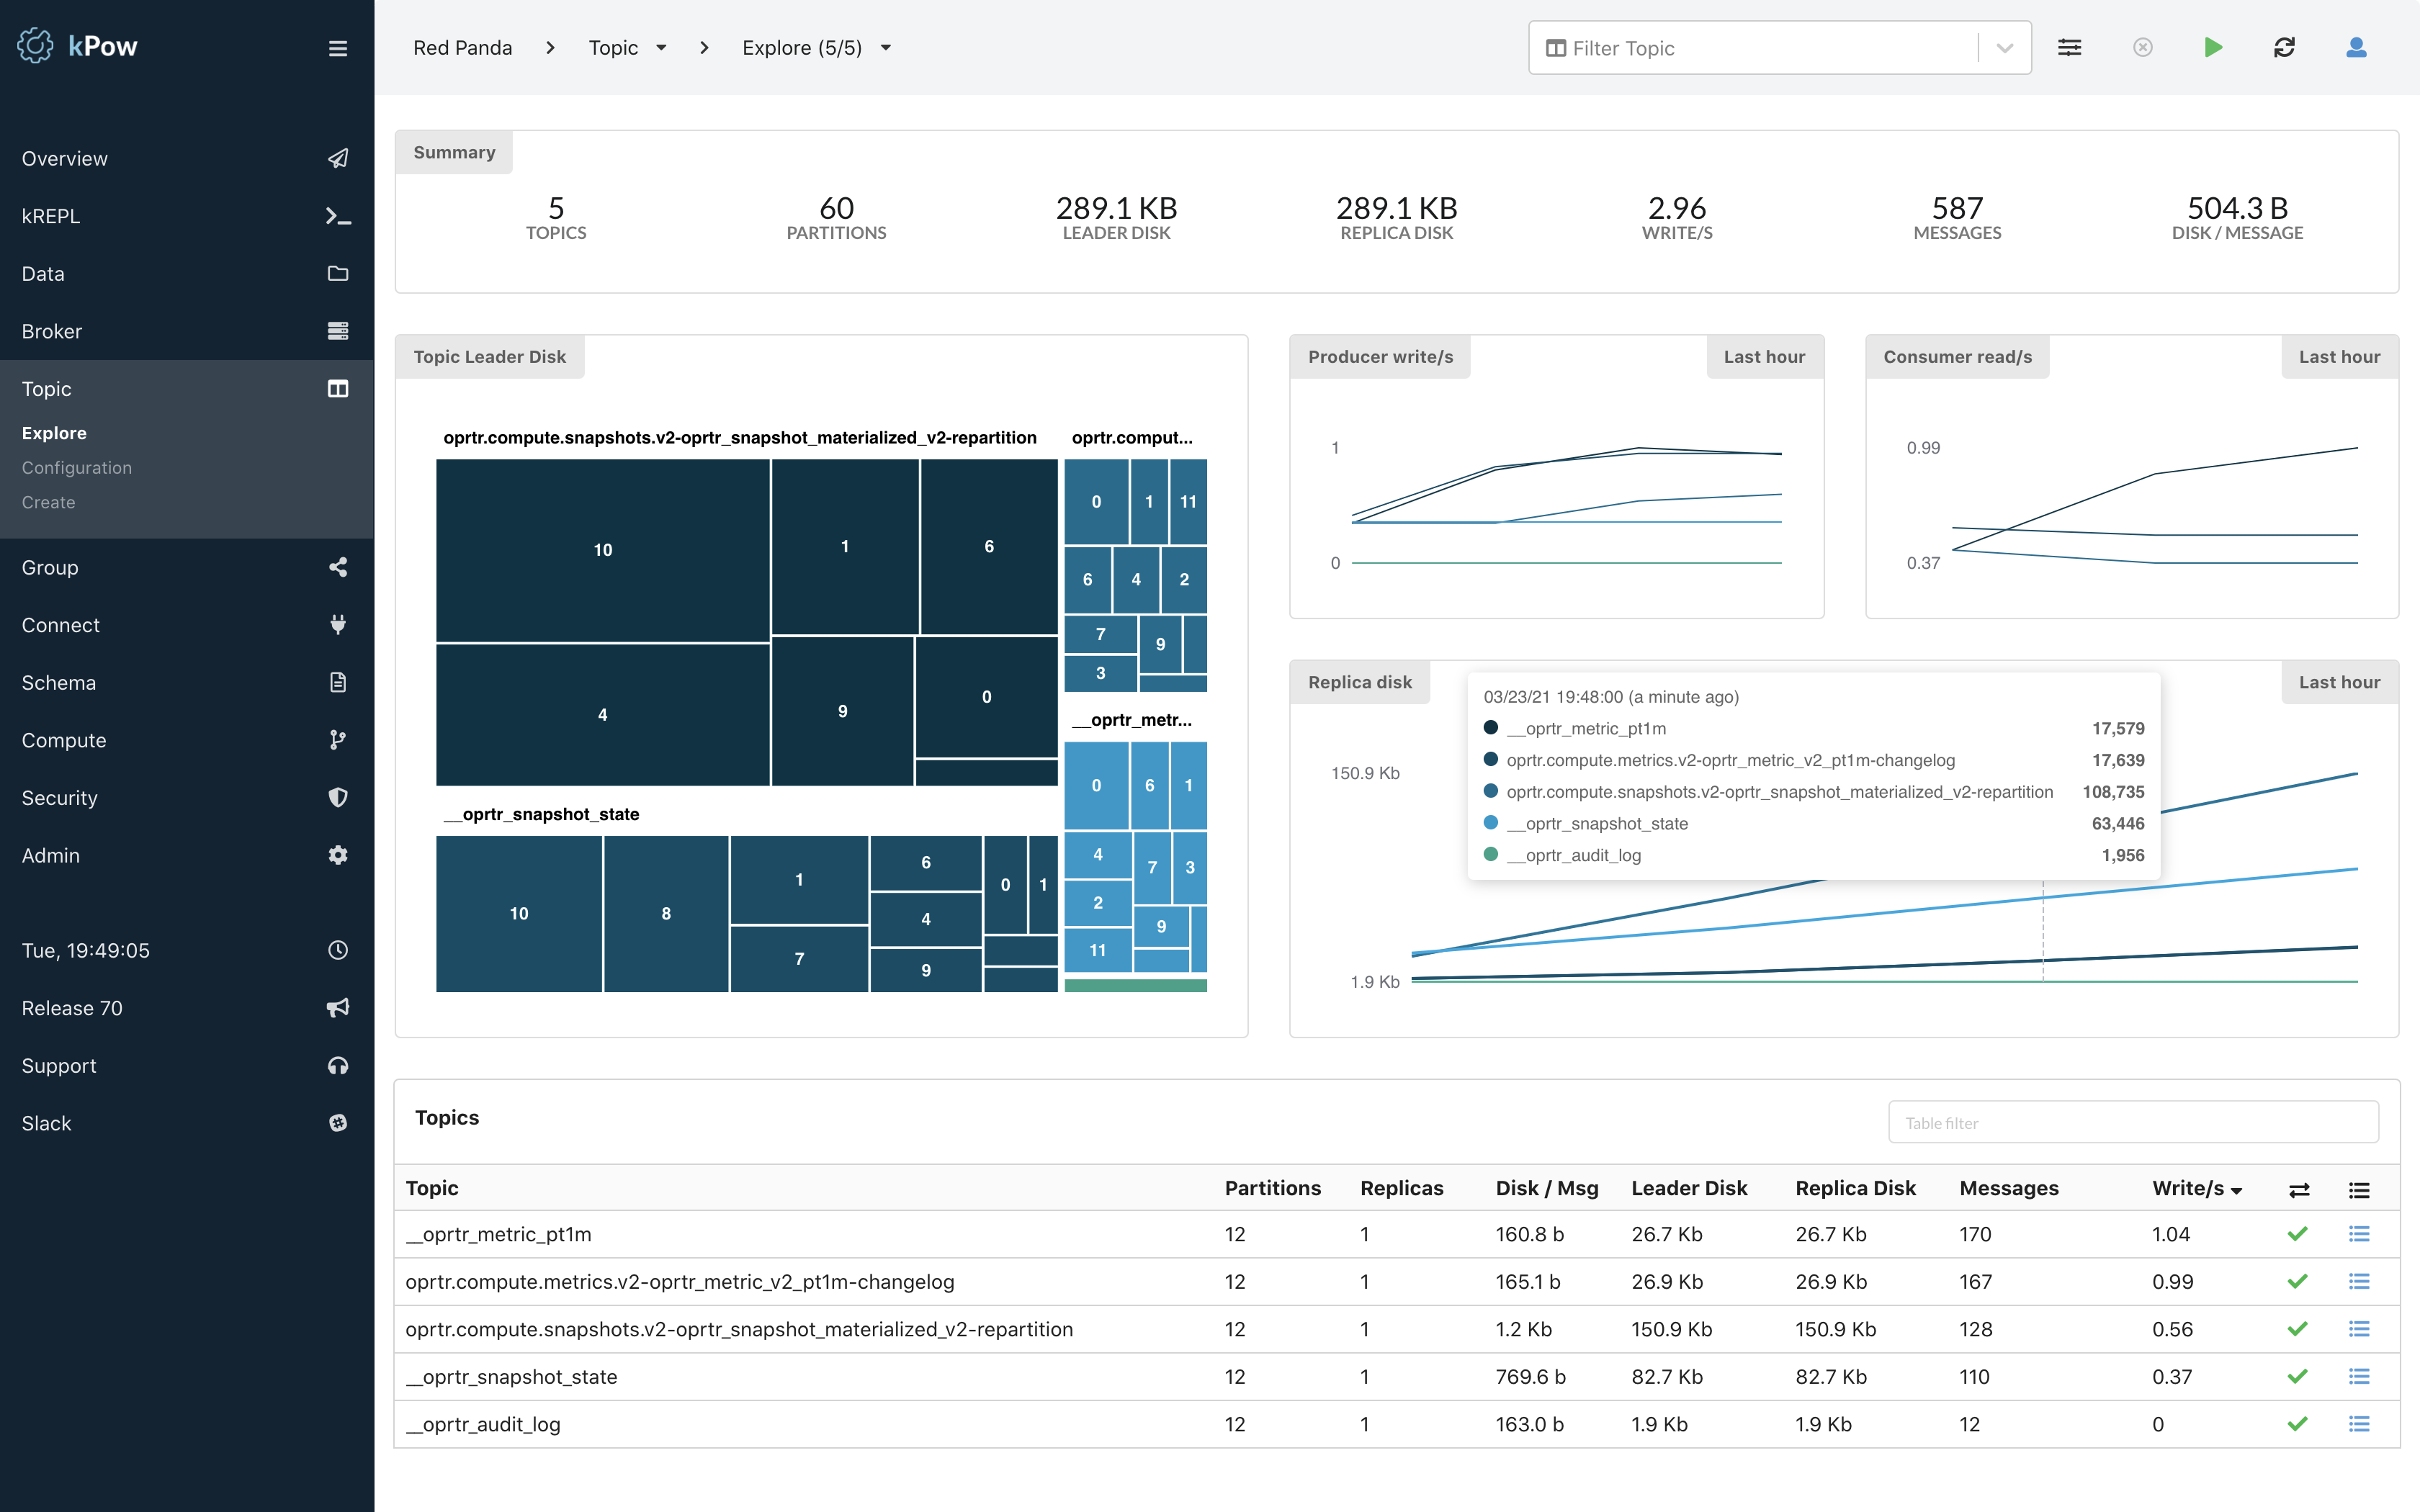 kPow
Red Panda
Topic
Explore (5/5)
Filter Topic
Overview
kREPL
Data
Broker
Topic
Explore
Configuration
Create
Group
Connect
Schema
Compute
Security
Admin
Tue, 19:49:05
Release 70
Support
Slack
Summary
5
TOPICS
60
PARTITIONS
289.1 KB
LEADER DISK
289.1 KB
REPLICA DISK
2.96
WRITE/S
587
MESSAGES
504.3 B
DISK / MESSAGE
Topic Leader Disk
oprtr.compute.snapshots.v2-oprtr_snapshot_materialized_v2-repartition
10
1
6
4
9
0
oprtr.comput...
0
1
11
6
4
2
7
9
3
__oprtr_snapshot_state
10
8
1
7
6
4
9
0
1
__oprtr_metr...
0
6
1
4
7
3
2
9
11
Producer write/s
Last hour
1
0
Consumer read/s
Last hour
0.99
0.37
Replica disk
Last hour
150.9 Kb
1.9 Kb
03/23/21 19:48:00 (a minute ago)
__oprtr_metric_pt1m 17,579
oprtr.compute.metrics.v2-oprtr_metric_v2_pt1m-changelog 17,639
oprtr.compute.snapshots.v2-oprtr_snapshot_materialized_v2-repartition 108,735
__oprtr_snapshot_state 63,446
__oprtr_audit_log 1,956
Topics
Table filter
Topic Partitions Replicas Disk / Msg Leader Disk Replica Disk Messages Write/s
__oprtr_metric_pt1m 12 1 160.8 b 26.7 Kb 26.7 Kb 170 1.04
oprtr.compute.metrics.v2-oprtr_metric_v2_pt1m-changelog 12 1 165.1 b 26.9 Kb 26.9 Kb 167 0.99
oprtr.compute.snapshots.v2-oprtr_snapshot_materialized_v2-repartition 12 1 1.2 Kb 150.9 Kb 150.9 Kb 128 0.56
__oprtr_snapshot_state 12 1 769.6 b 82.7 Kb 82.7 Kb 110 0.37
__oprtr_audit_log 12 1 163.0 b 1.9 Kb 1.9 Kb 12 0